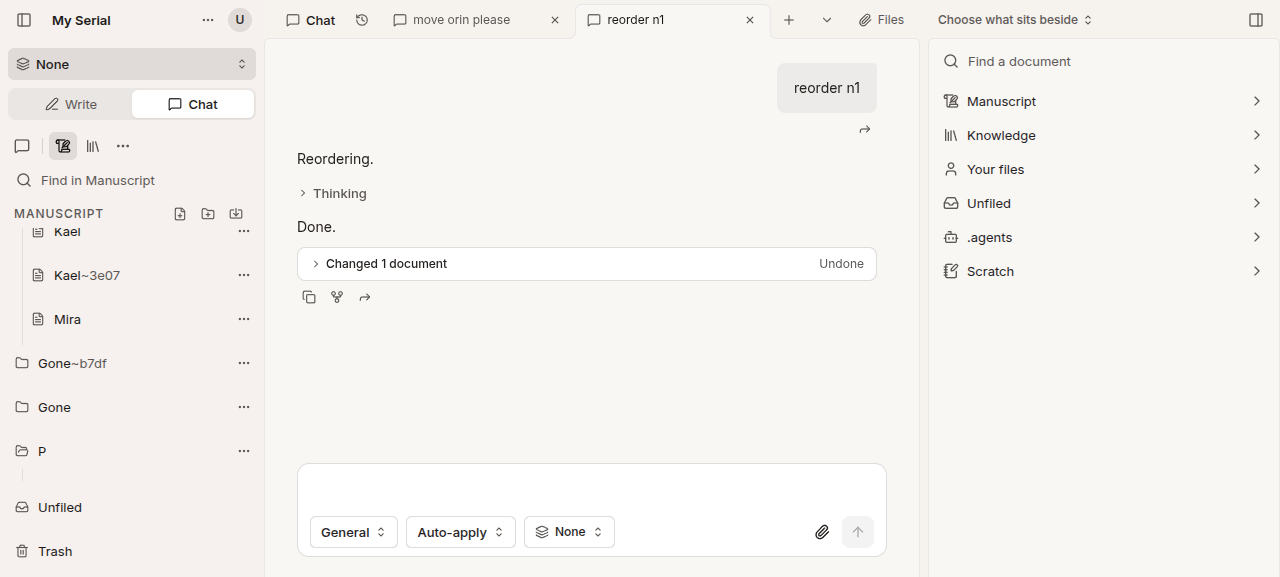 My Serial
U
None
Write
Chat
Find in Manuscript
MANUSCRIPT
Kael
Kael~3e07
Mira
Gone~b7df
Gone
P
Unfiled
Trash
Chat
move orin please
reorder n1
Files
reorder n1
Reordering.
Thinking
Done.
Changed 1 document
Undone
General
Auto-apply
None
Choose what sits beside
Find a document
Manuscript
Knowledge
Your files
Unfiled
.agents
Scratch